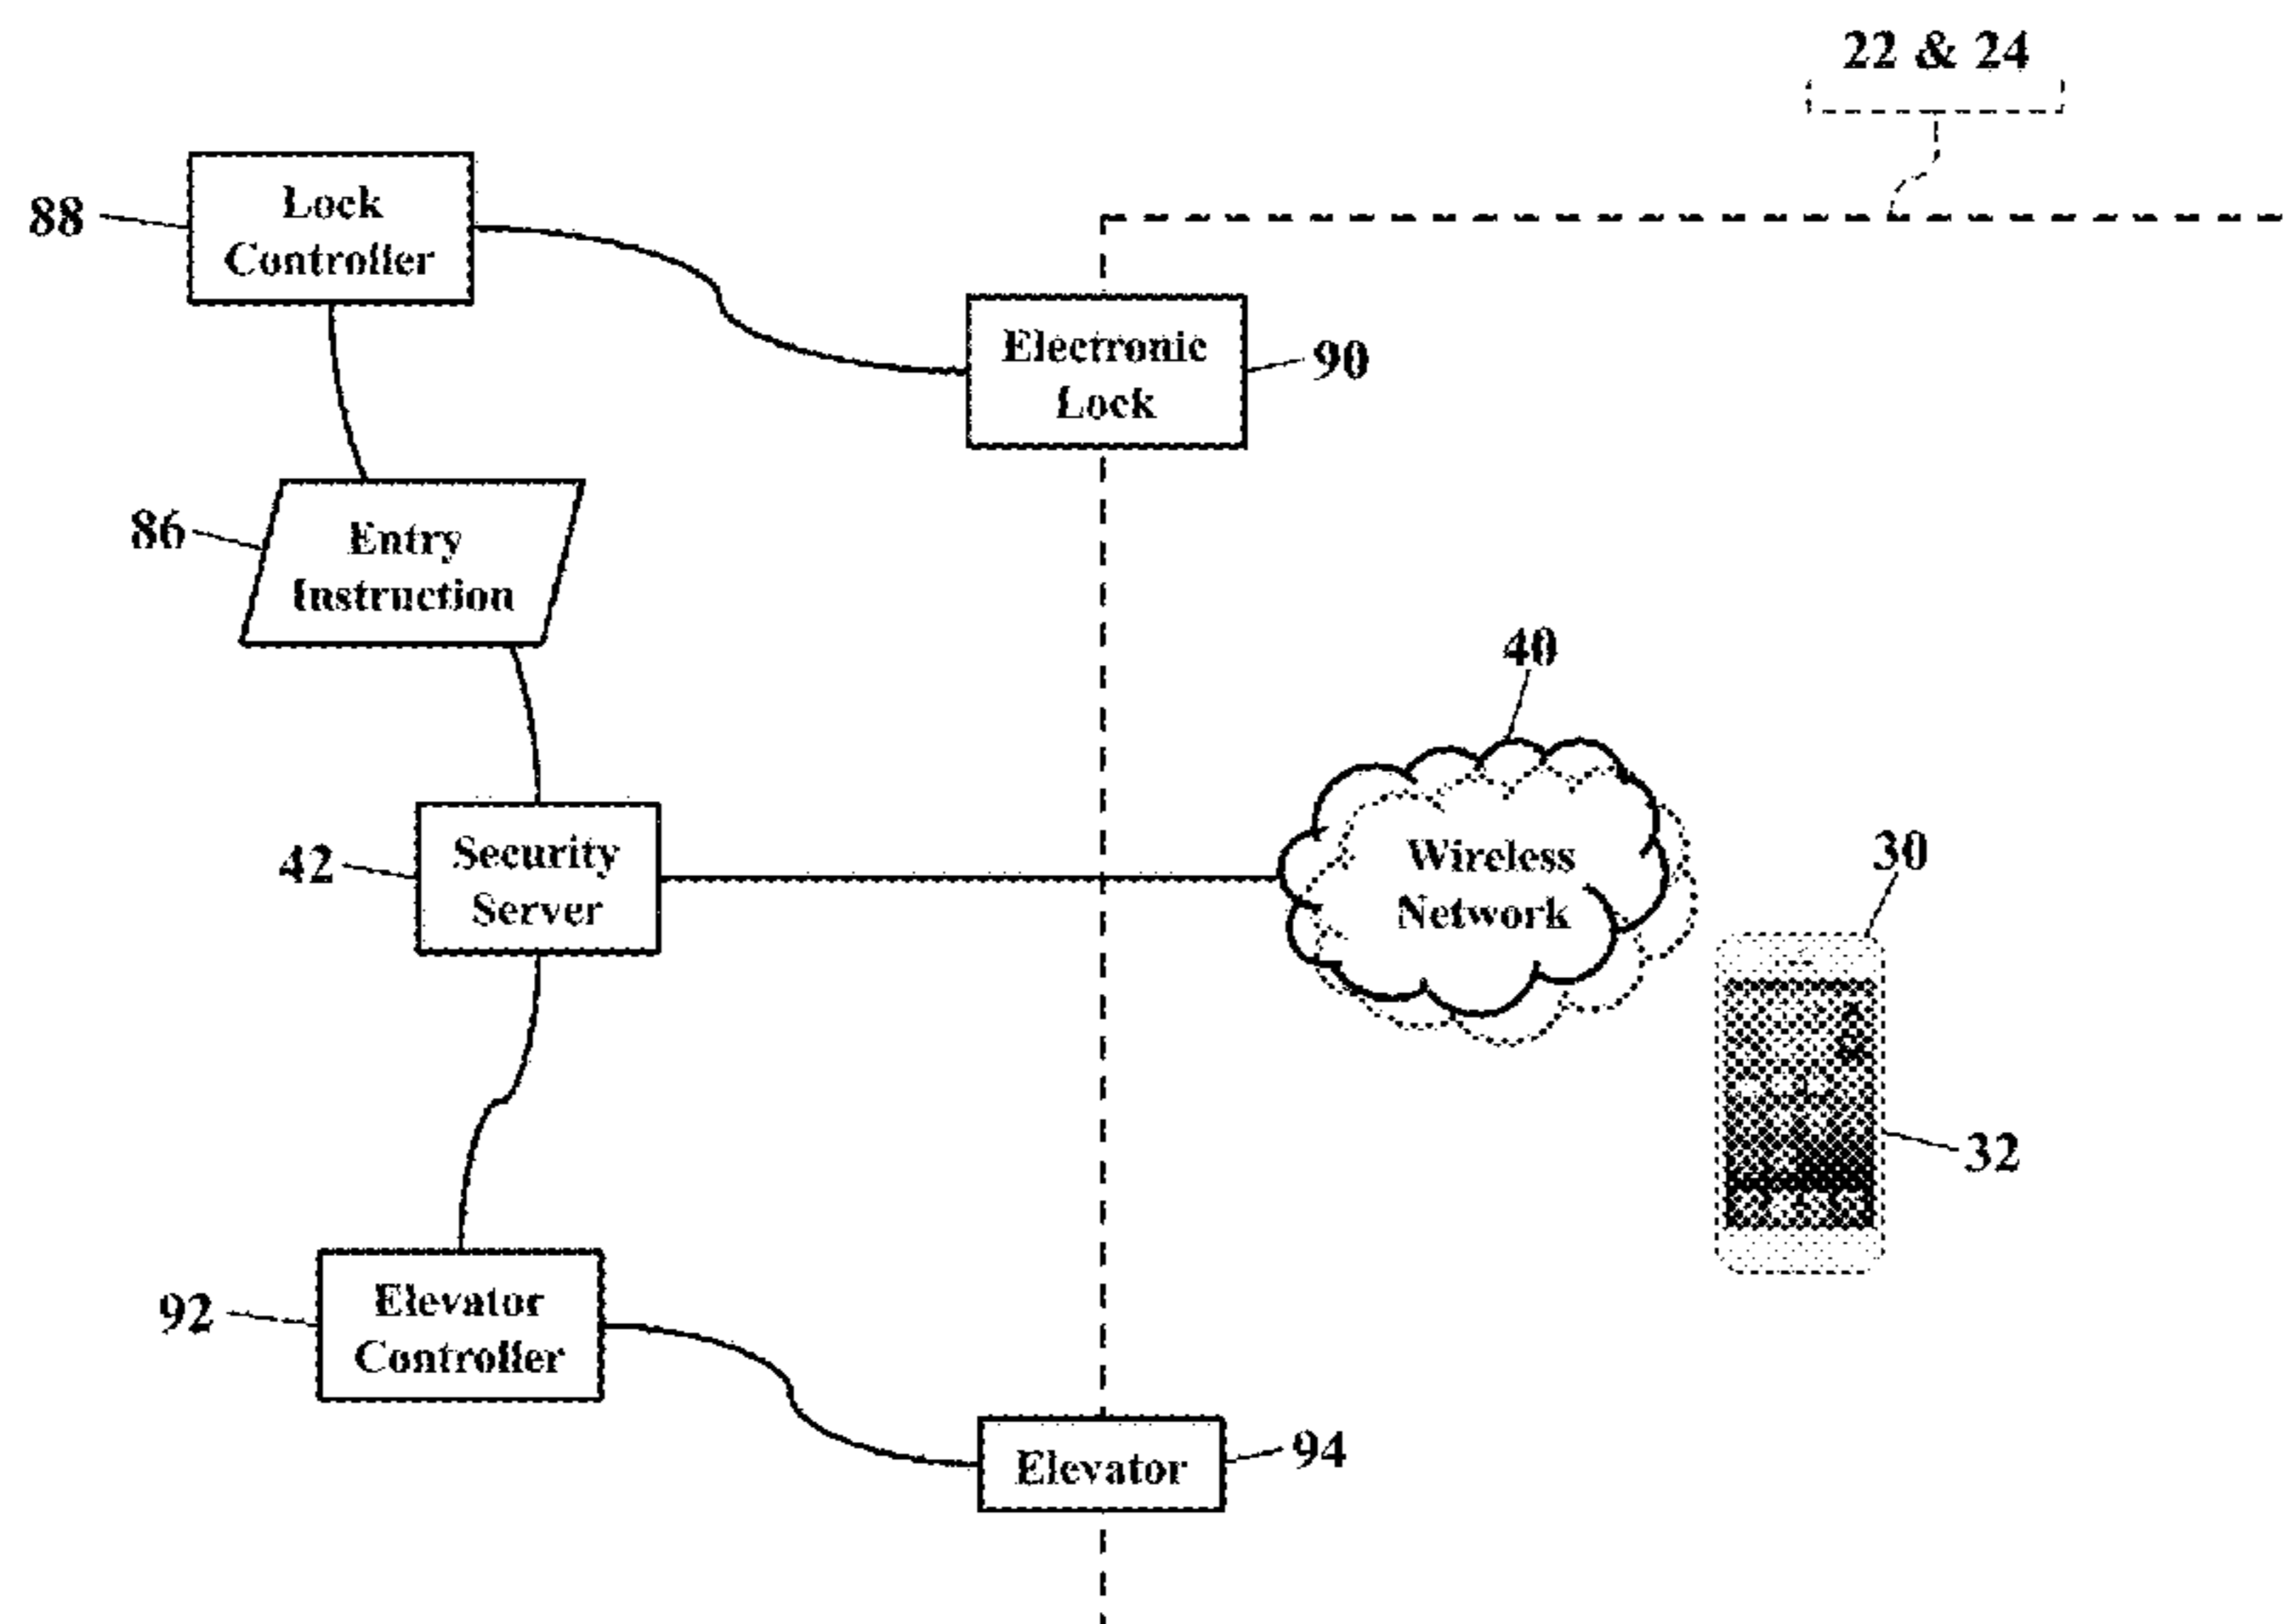 22 & 24
Lock
Controller
88
Electronic
Lock
90
Entry
Instruction
86
40
Security
Server
42
Wireless
Network
30
32
Elevator
Controller
92
Elevator
94